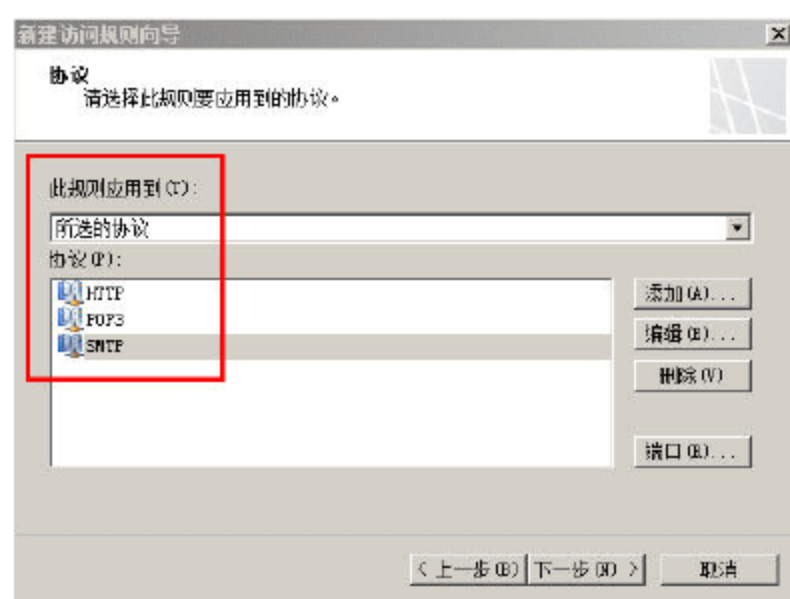 新建访问规则向导
协议
请选择此规则要应用到的协议。
此规则应用到(T):
所选的协议
协议(P):
HTTP
POP3
SMTP
添加(A)...
编辑(E)...
删除(V)
端口(R)...
< 上一步(B)
下一步(N) >
取消